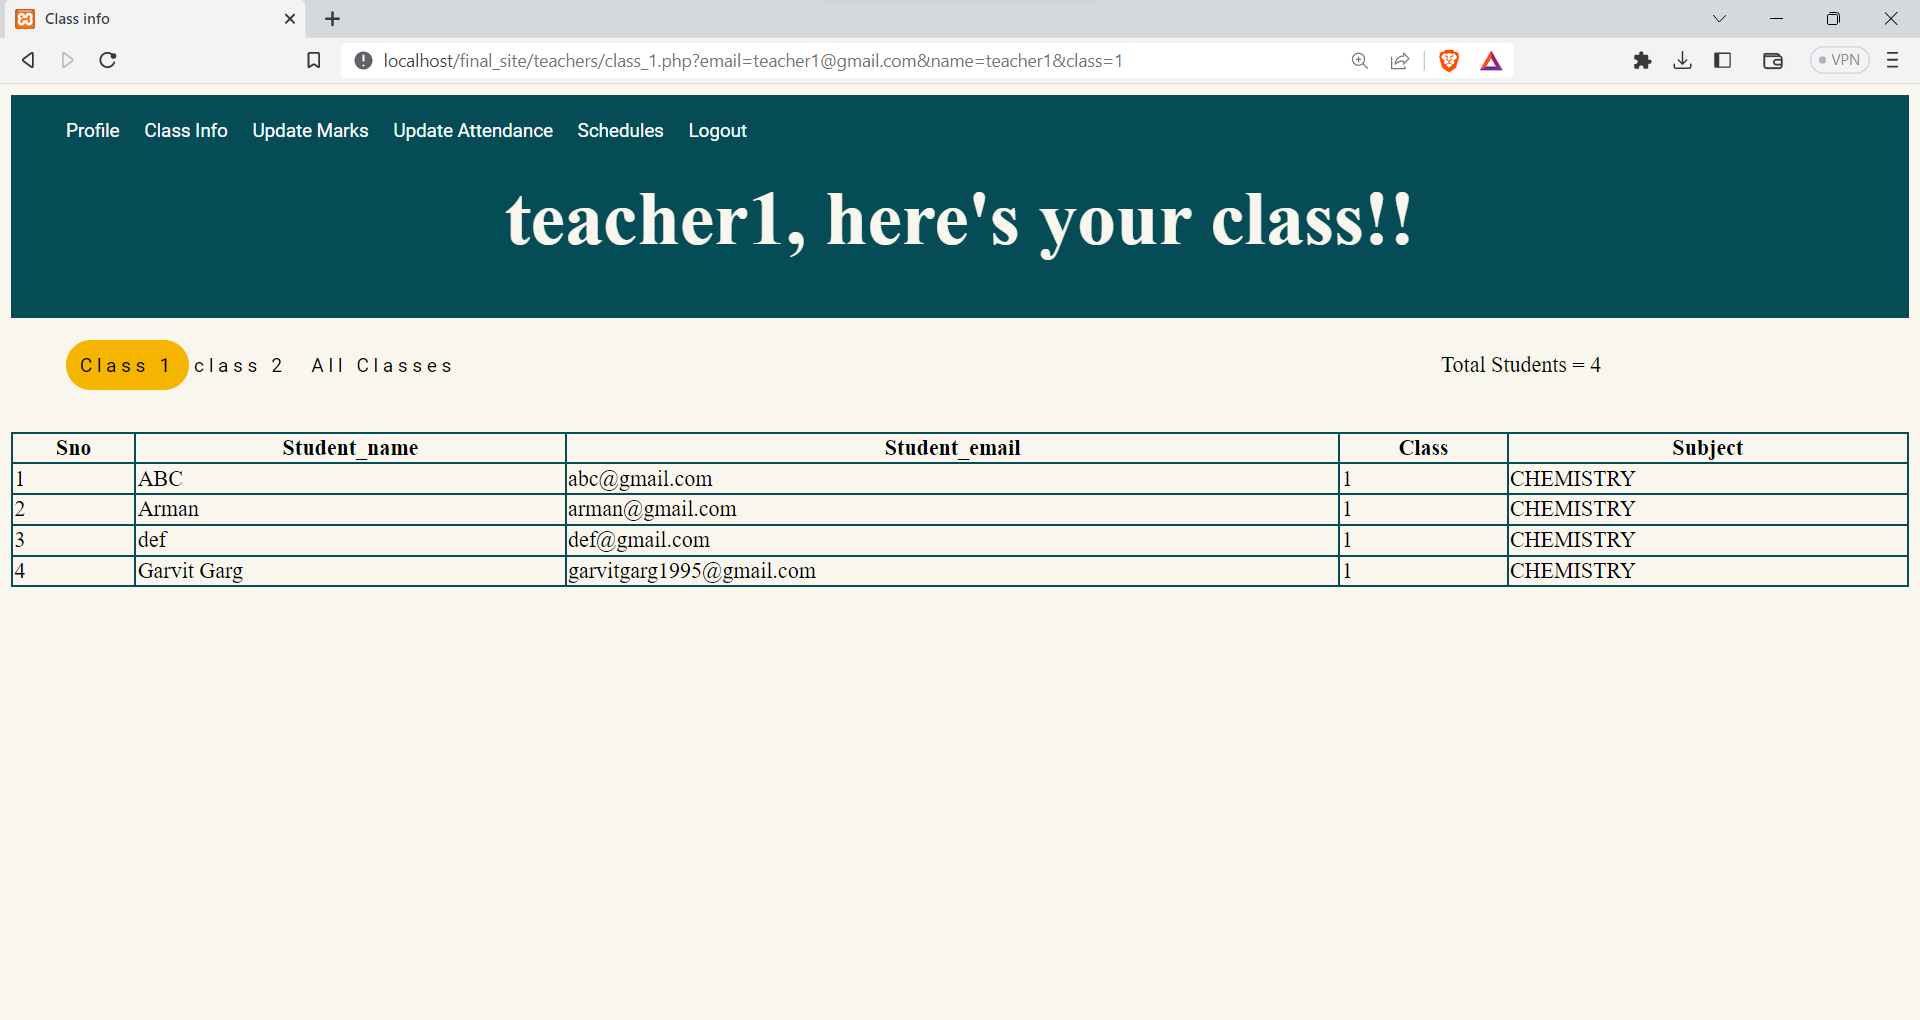 Class info
localhost/final_site/teachers/class_1.php?email=teacher1@gmail.com&name=teacher1&class=1
VPN
Profile Class Info Update Marks Update Attendance Schedules Logout
teacher1, here's your class!!
Class 1 class 2 All Classes Total Students = 4
Sno Student_name Student_email Class Subject
1 ABC abc@gmail.com 1 CHEMISTRY
2 Arman arman@gmail.com 1 CHEMISTRY
3 def def@gmail.com 1 CHEMISTRY
4 Garvit Garg garvitgarg1995@gmail.com 1 CHEMISTRY